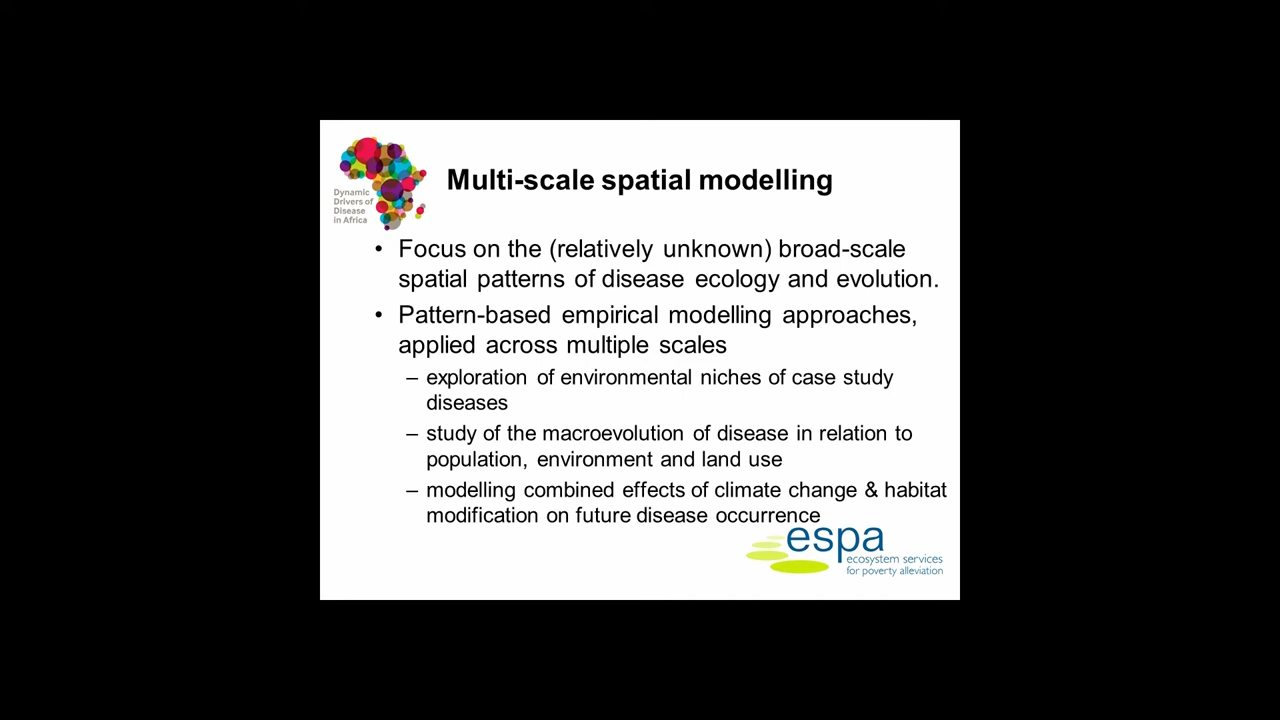 Dynamic
Drivers of
Disease
in Africa
Multi-scale spatial modelling
• Focus on the (relatively unknown) broad-scale
spatial patterns of disease ecology and evolution.
• Pattern-based empirical modelling approaches,
applied across multiple scales
– exploration of environmental niches of case study
diseases
– study of the macroevolution of disease in relation to
population, environment and land use
– modelling combined effects of climate change & habitat
modification on future disease occurrence
espa
ecosystem services
for poverty alleviation